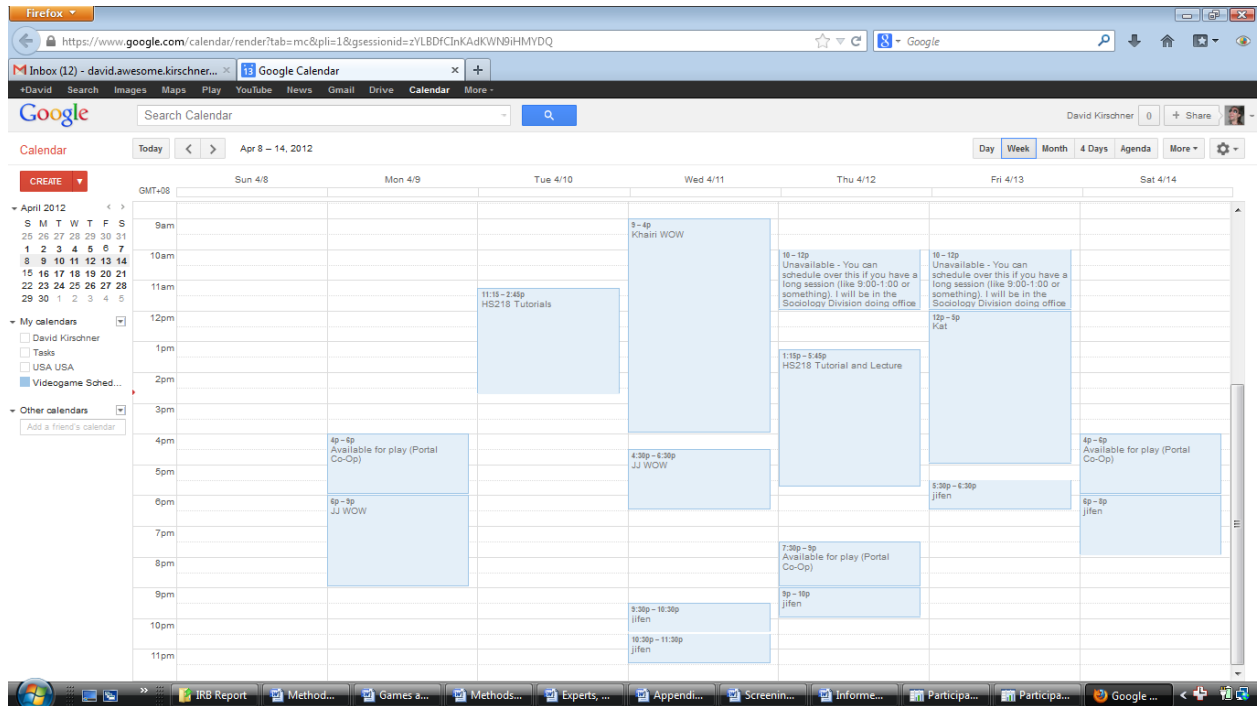 Firefox
https://www.google.com/calendar/render?tab=mc&pli=1&gsessionid=zYLBDfCInKAdKWN9iHMYDQ
Google
Inbox (12) - david.awesome.kirschner...
13 Google Calendar
+David Search Images Maps Play YouTube News Gmail Drive Calendar More
Google
Search Calendar
David Kirschner 0 + Share
Calendar
Today
Apr 8 – 14, 2012
Day Week Month 4 Days Agenda More
CREATE
GMT+08
Sun 4/8 Mon 4/9 Tue 4/10 Wed 4/11 Thu 4/12 Fri 4/13 Sat 4/14
April 2012
S M T W T F S
25 26 27 28 29 30 31
1 2 3 4 5 6 7
8 9 10 11 12 13 14
15 16 17 18 19 20 21
22 23 24 25 26 27 28
29 30 1 2 3 4 5
My calendars
David Kirschner
Tasks
USA USA
Videogame Sched...
Other calendars
Add a friend's calendar
9am
10am
11am
12pm
1pm
2pm
3pm
4pm
5pm
6pm
7pm
8pm
9pm
10pm
11pm
4p – 6p
Available for play (Portal
Co-Op)
6p – 9p
JJ WOW
11:15 – 2:45p
HS218 Tutorials
9 – 4p
Khairi WOW
4:30p – 6:30p
JJ WOW
9:30p – 10:30p
jifen
10:30p – 11:30p
jifen
10 – 12p
Unavailable - You can
schedule over this if you have a
long session (like 9:00-1:00 or
something). I will be in the
Sociology Division doing office
1:15p – 5:45p
HS218 Tutorial and Lecture
7:30p – 9p
Available for play (Portal
Co-Op)
9p – 10p
jifen
10 – 12p
Unavailable - You can
schedule over this if you have a
long session (like 9:00-1:00 or
something). I will be in the
Sociology Division doing office
12p – 5p
Kat
5:30p – 6:30p
jifen
4p – 6p
Available for play (Portal
Co-Op)
6p – 8p
jifen
IRB Report
Method...
Games a...
Methods...
Experts, ...
Appendi...
Screenin...
Informe...
Participa...
Participa...
Google ...